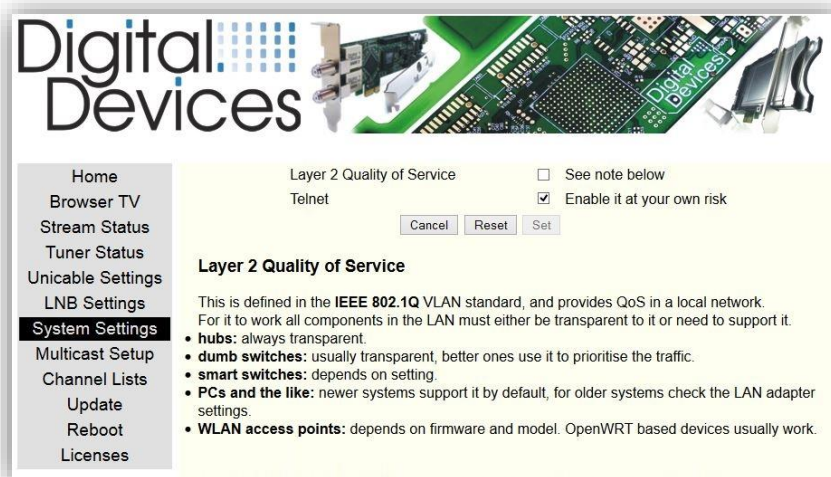 Digital
Devices
Digital
Devices
Home
Browser TV
Stream Status
Tuner Status
Unicable Settings
LNB Settings
System Settings
Multicast Setup
Channel Lists
Update
Reboot
Licenses
Layer 2 Quality of Service See note below
Telnet Enable it at your own risk
Cancel Reset Set
Layer 2 Quality of Service
This is defined in the IEEE 802.1Q VLAN standard, and provides QoS in a local network.
For it to work all components in the LAN must either be transparent to it or need to support it.
• hubs: always transparent.
• dumb switches: usually transparent, better ones use it to prioritise the traffic.
• smart switches: depends on setting.
• PCs and the like: newer systems support it by default, for older systems check the LAN adapter
settings.
• WLAN access points: depends on firmware and model. OpenWRT based devices usually work.